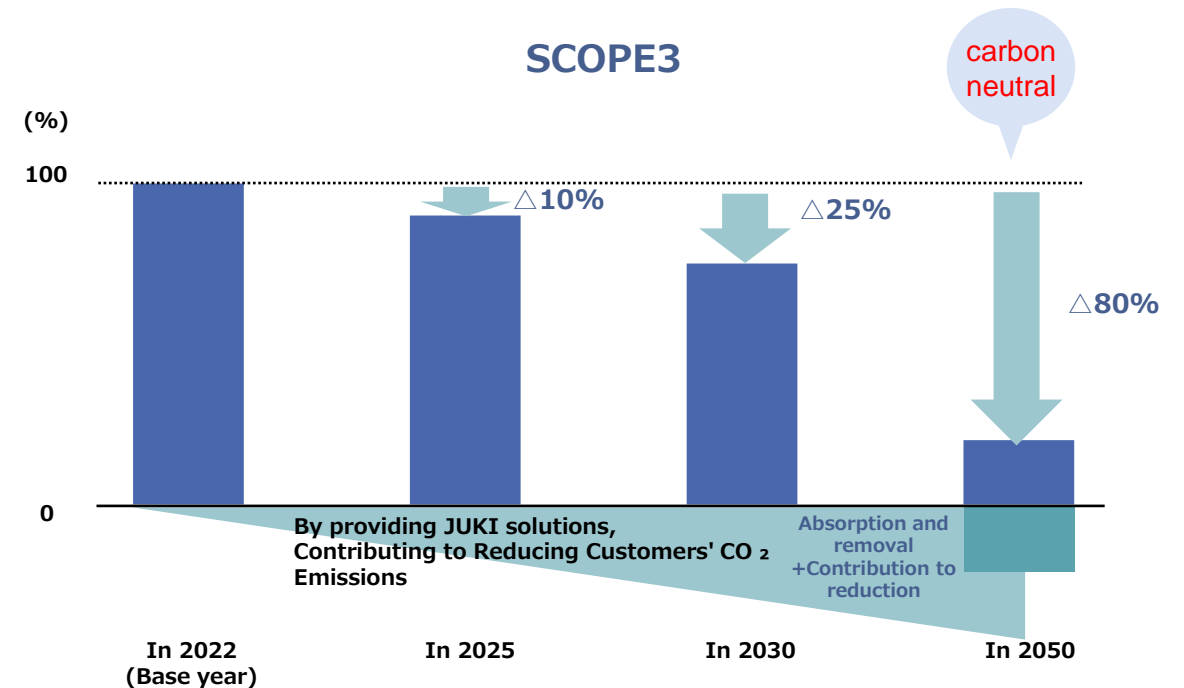 SCOPE3
carbon
neutral
(%)
100
△10%
△25%
△80%
0
By providing JUKI solutions,
Contributing to Reducing Customers' CO ₂
Emissions
Absorption and
removal
+Contribution to
reduction
In 2022
(Base year)
In 2025
In 2030
In 2050